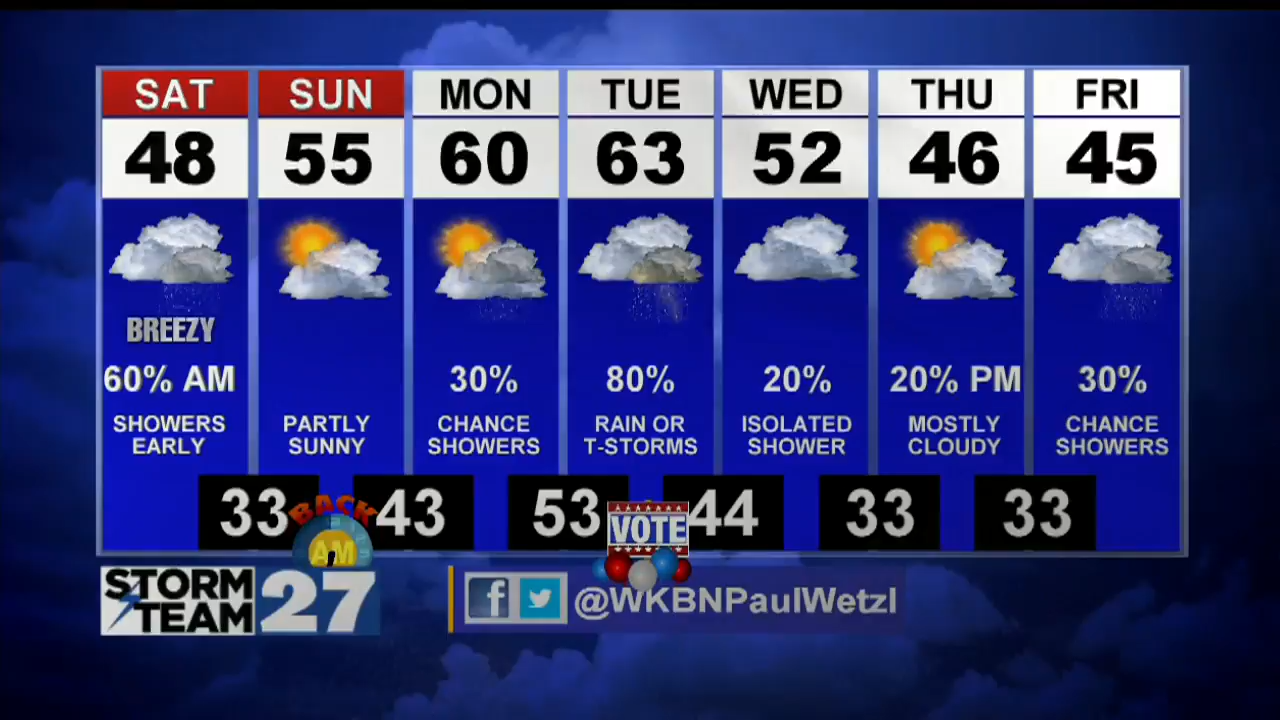 SAT SUN MON TUE WED THU FRI
48 55 60 63 52 46 45
BREEZY
60% AM 30% 80% 20% 20% PM 30%
SHOWERS PARTLY CHANCE RAIN OR ISOLATED MOSTLY CHANCE
EARLY SUNNY SHOWERS T-STORMS SHOWER CLOUDY SHOWERS
33 43 53 44 33 33
BACK
AM
VOTE
STORM
TEAM 27
f @WKBNPaulWetzl